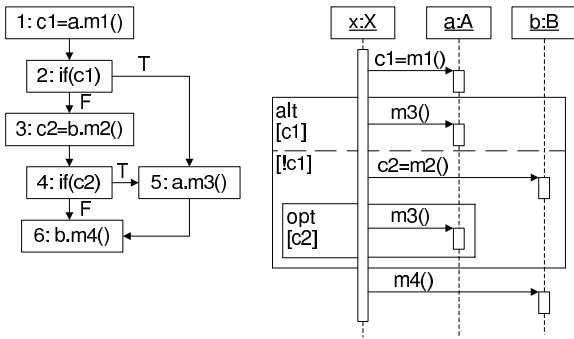 1: c1=a.m1()
2: if(c1)
T
F
3: c2=b.m2()
4: if(c2)
T
5: a.m3()
F
6: b.m4()
x:X
a:A
b:B
c1=m1()
alt
[c1]
m3()
[!c1]
c2=m2()
opt
[c2]
m3()
m4()